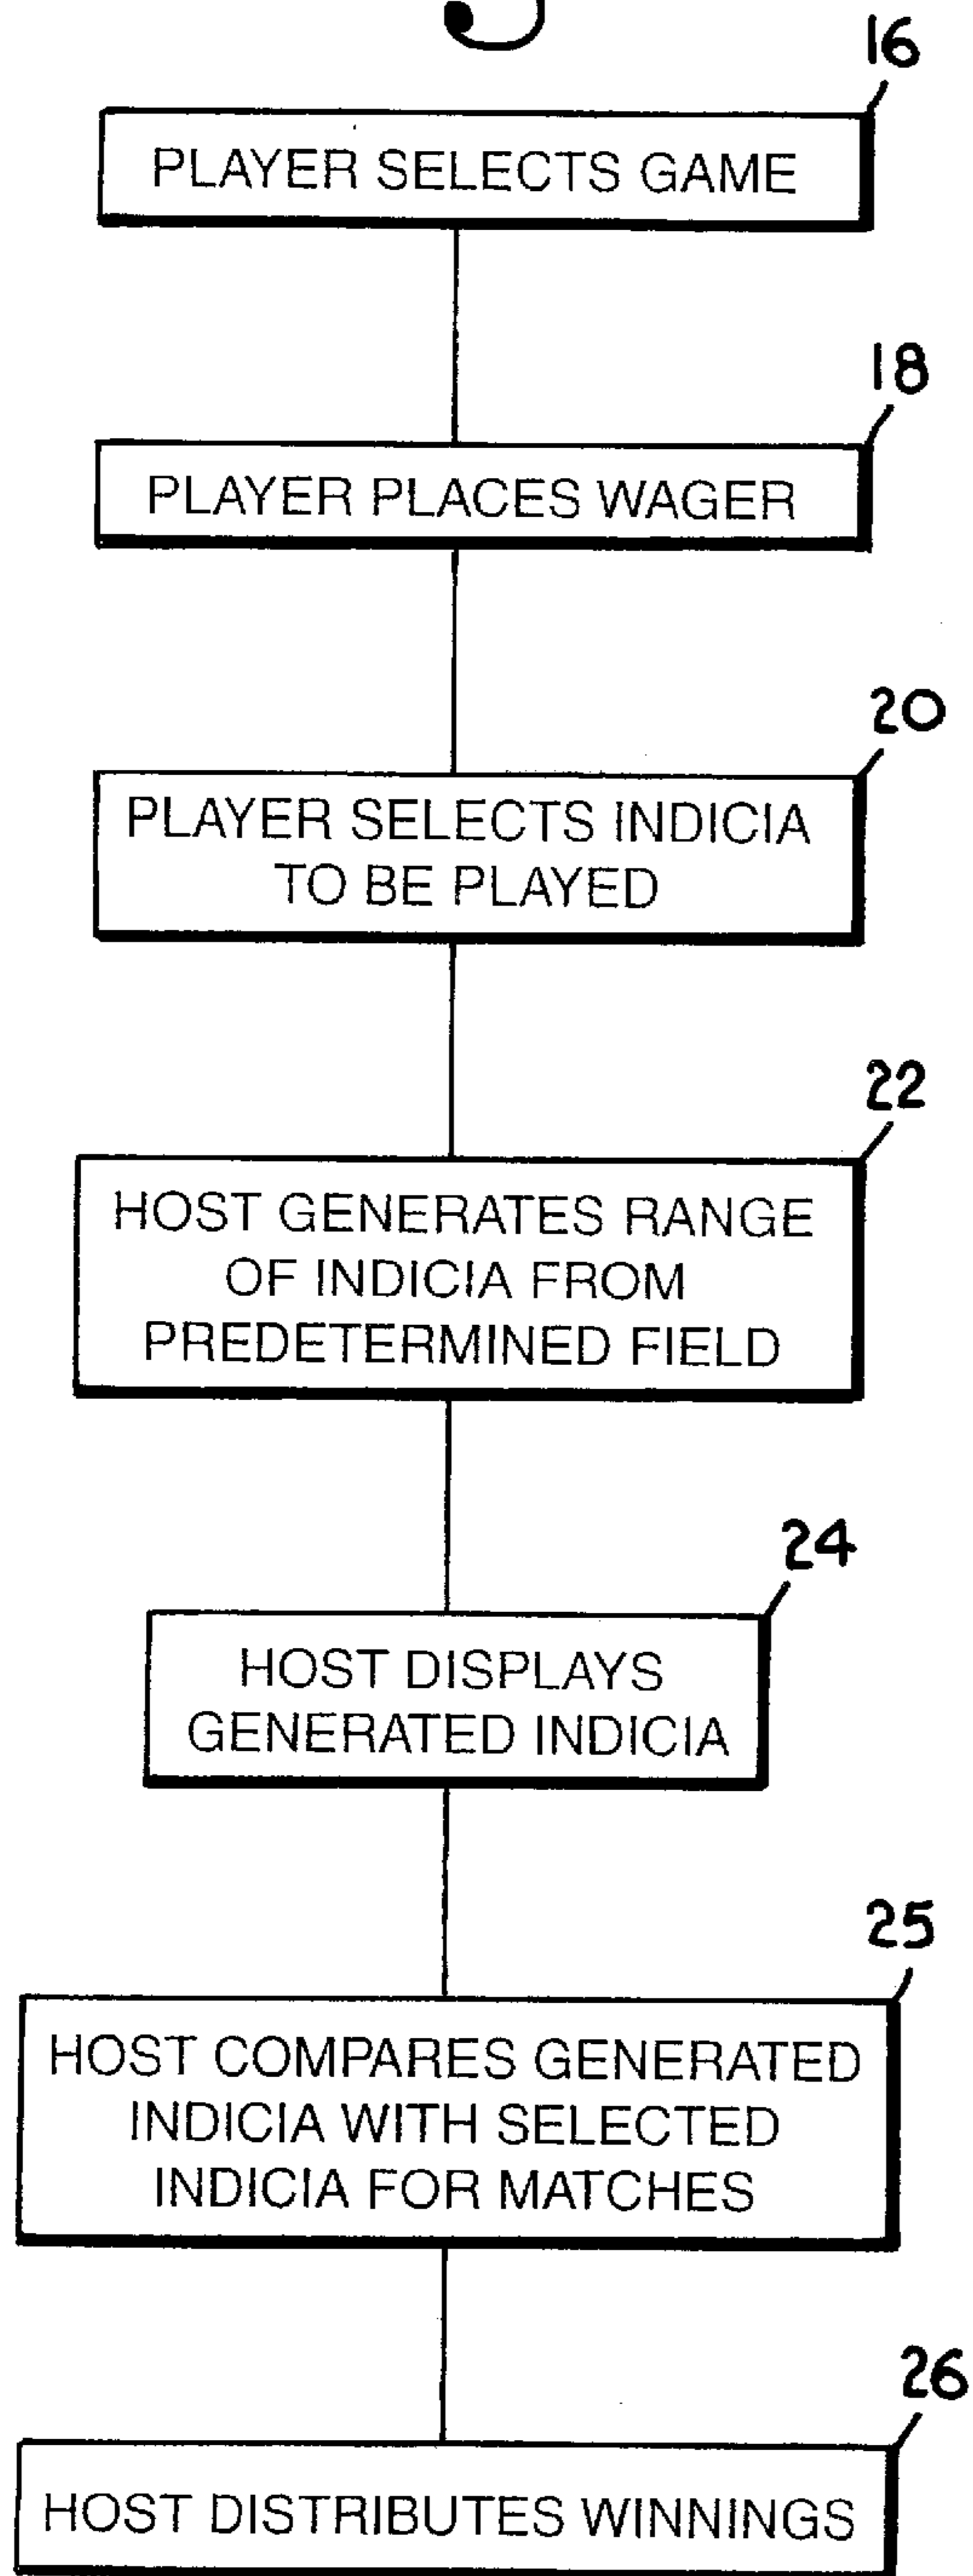 16
PLAYER SELECTS GAME
18
PLAYER PLACES WAGER
20
PLAYER SELECTS INDICIA
TO BE PLAYED
22
HOST GENERATES RANGE
OF INDICIA FROM
PREDETERMINED FIELD
24
HOST DISPLAYS
GENERATED INDICIA
25
HOST COMPARES GENERATED
INDICIA WITH SELECTED
INDICIA FOR MATCHES
26
HOST DISTRIBUTES WINNINGS